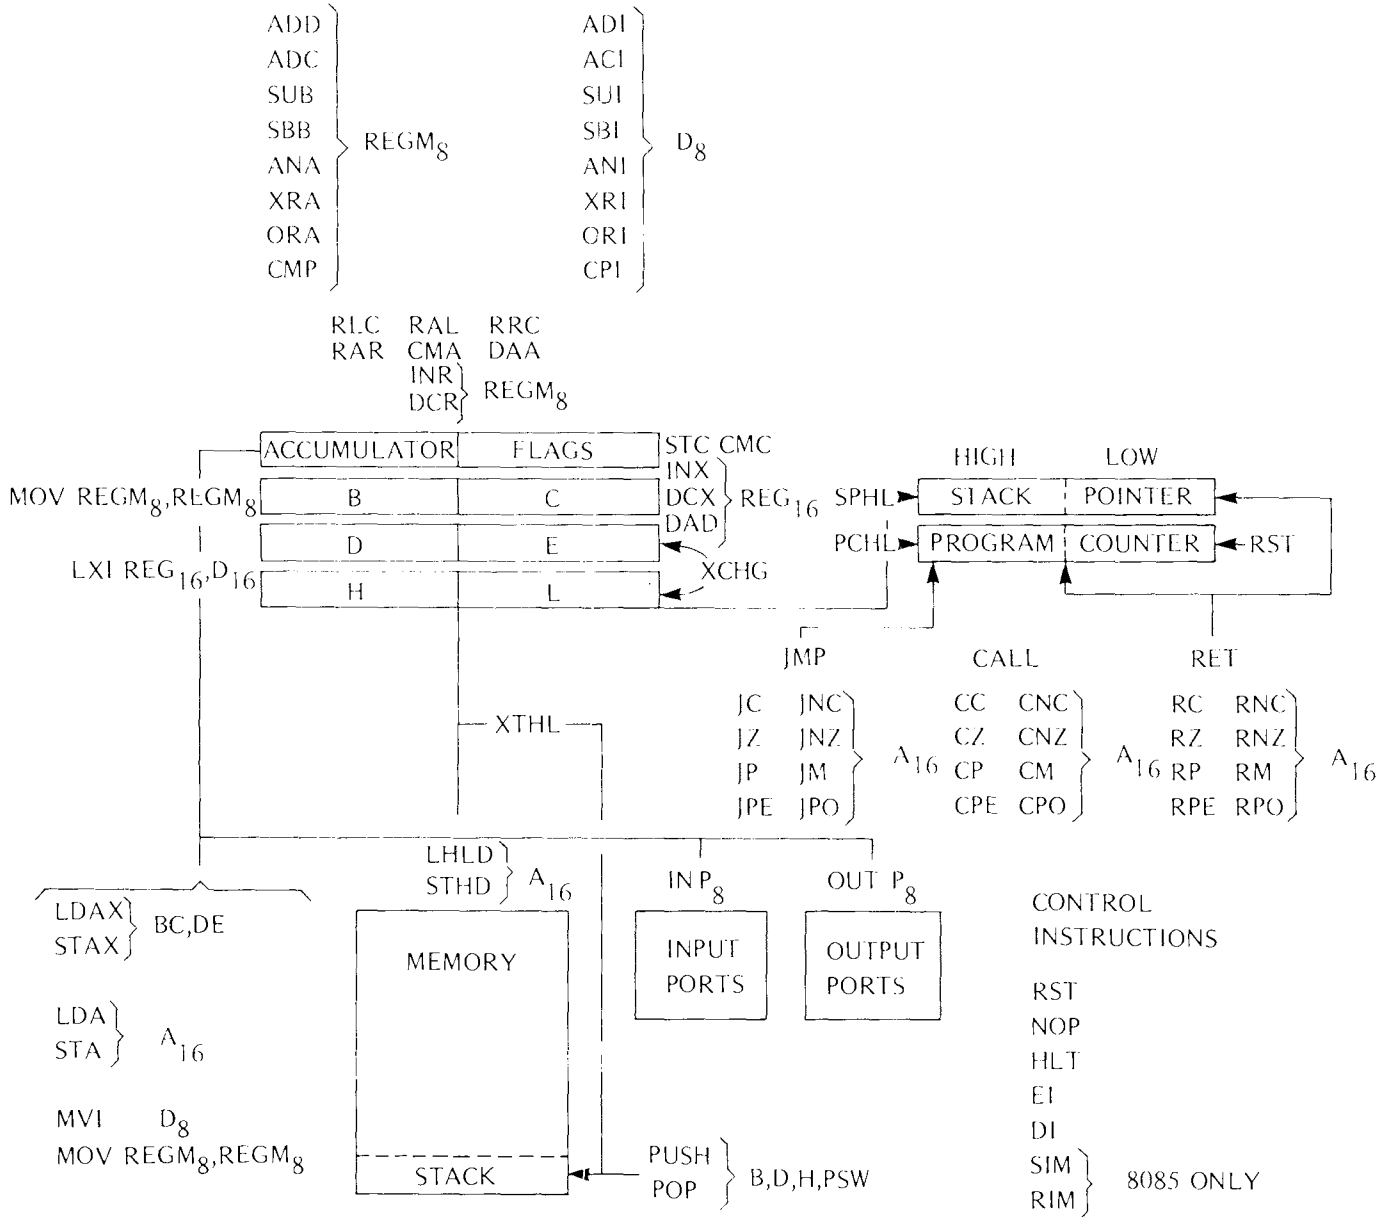 ADD ADI
ADC ACI
SUB SUI
SBB SBI
REGM8 D8
ANA ANI
XRA XRI
ORA ORI
CMP CPI
RLC RAL RRC
RAR CMA DAA
INR
DCR
REGM8
ACCUMULATOR FLAGS STC CMC
HIGH LOW
INX
DCX
DAD
REG16
MOV REGM8,REGM8 B C
SPHL STACK POINTER
D E
PCHL PROGRAM COUNTER RST
LXI REG16,D16
XCHG
H L
JMP CALL RET
JC JNC CC CNC RC RNC
JZ JNZ CZ CNZ RZ RNZ
A16 A16 A16
JP JM CP CM RP RM
JPE JPO CPE CPO RPE RPO
XTHL
LHLD
STHD
A16
IN P8 OUT P8
LDAX
STAX
BC,DE
MEMORY
INPUT
PORTS
OUTPUT
PORTS
CONTROL
INSTRUCTIONS
LDA
STA
A16
RST
NOP
HLT
EI
DI
SIM
RIM
8085 ONLY
MVI D8
MOV REGM8,REGM8
STACK
PUSH
POP
B,D,H,PSW